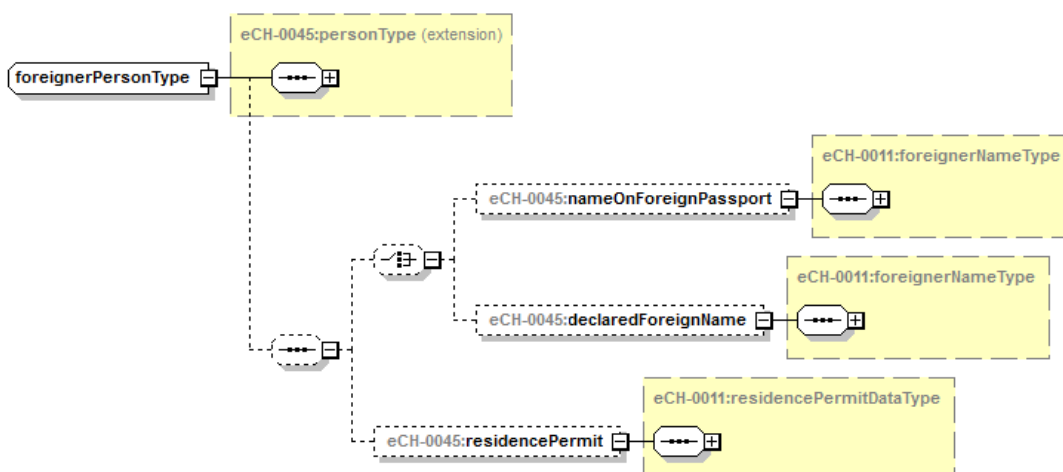 eCH-0045:personType (extension)
foreignerPersonType
eCH-0011:foreignerNameType
eCH-0045:nameOnForeignPassport
eCH-0011:foreignerNameType
eCH-0045:declaredForeignName
eCH-0011:residencePermitDataType
eCH-0045:residencePermit